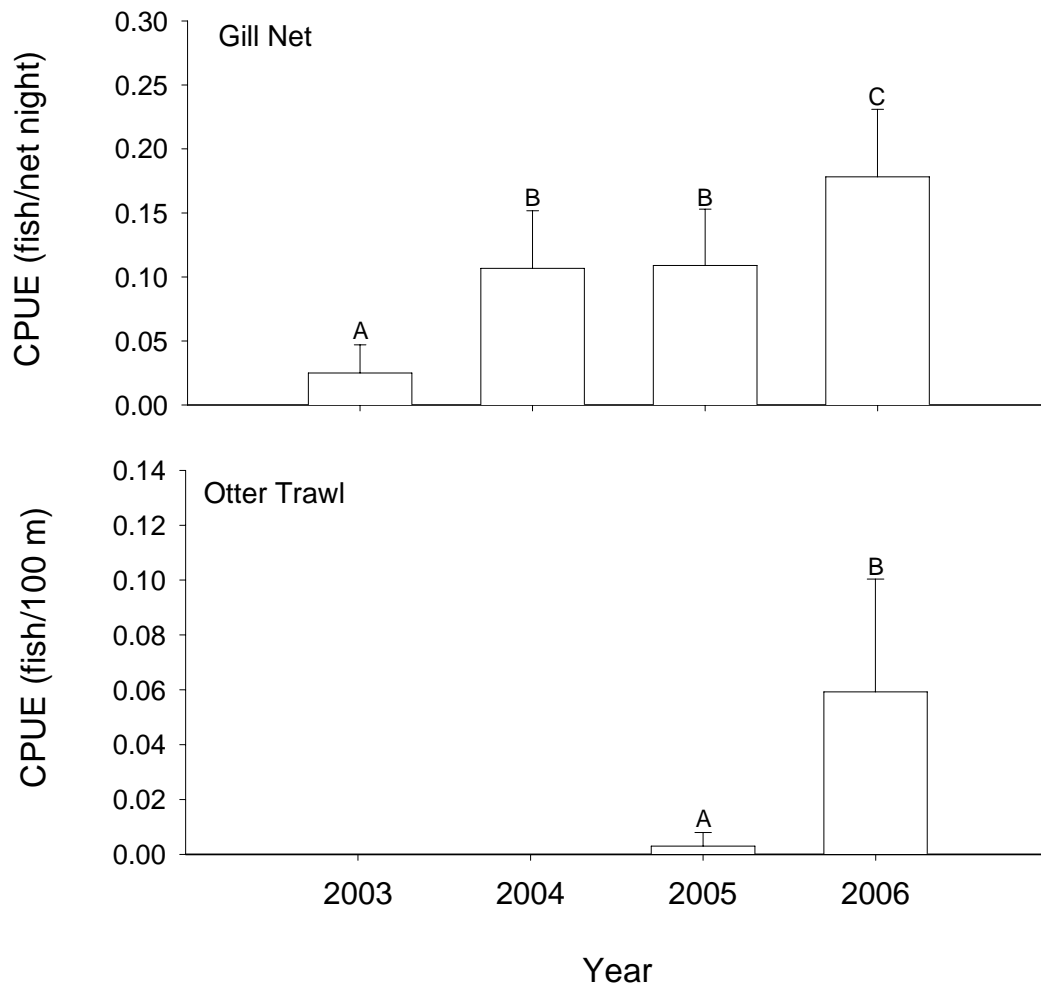 Gill Net
CPUE (fish/net night)
0.30
0.25
0.20
0.15
0.10
0.05
0.00
A
B
B
C
Otter Trawl
CPUE (fish/100 m)
0.14
0.12
0.10
0.08
0.06
0.04
0.02
0.00
A
B
2003 2004 2005 2006
Year